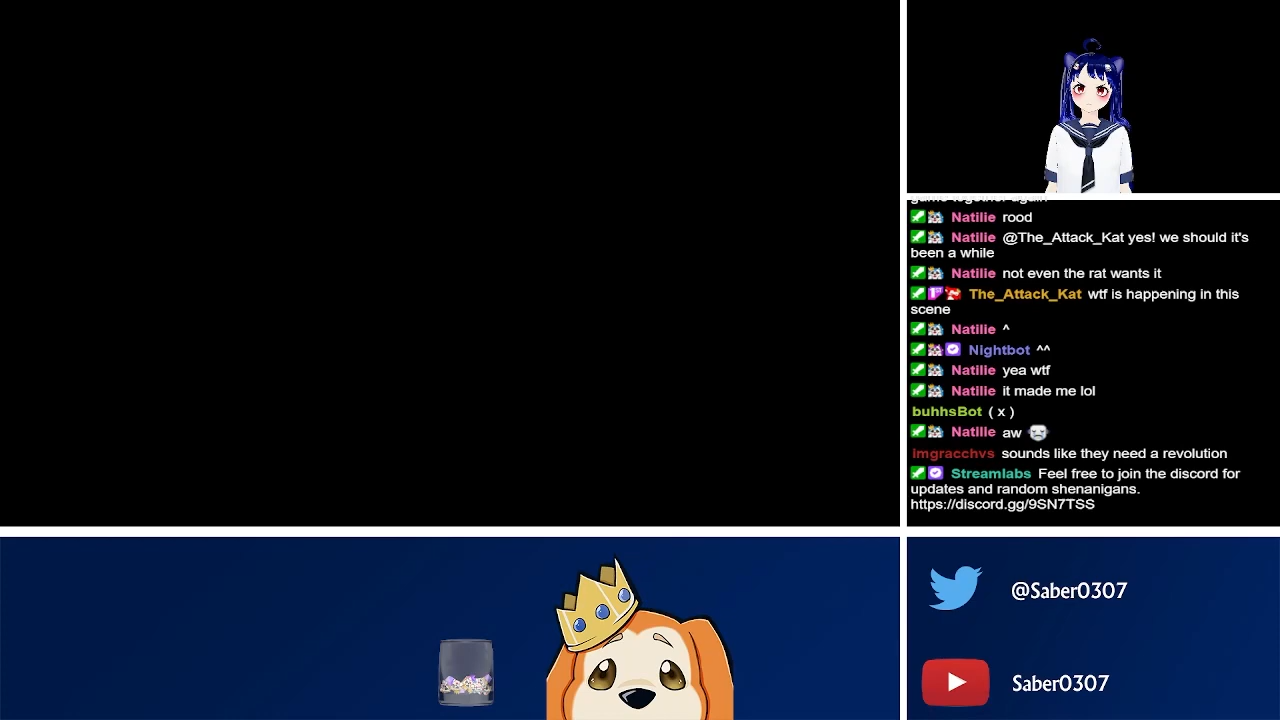 game together again
Natilie rood
Natilie @The_Attack_Kat yes! we should it's
been a while
Natilie not even the rat wants it
The_Attack_Kat wtf is happening in this
scene
Natilie ^
Nightbot ^^
Natilie yea wtf
Natilie it made me lol
buhhsBot ( x )
Natilie aw
imgracchvs sounds like they need a revolution
Streamlabs Feel free to join the discord for
updates and random shenanigans.
https://discord.gg/9SN7TSS
@Saber0307
Saber0307